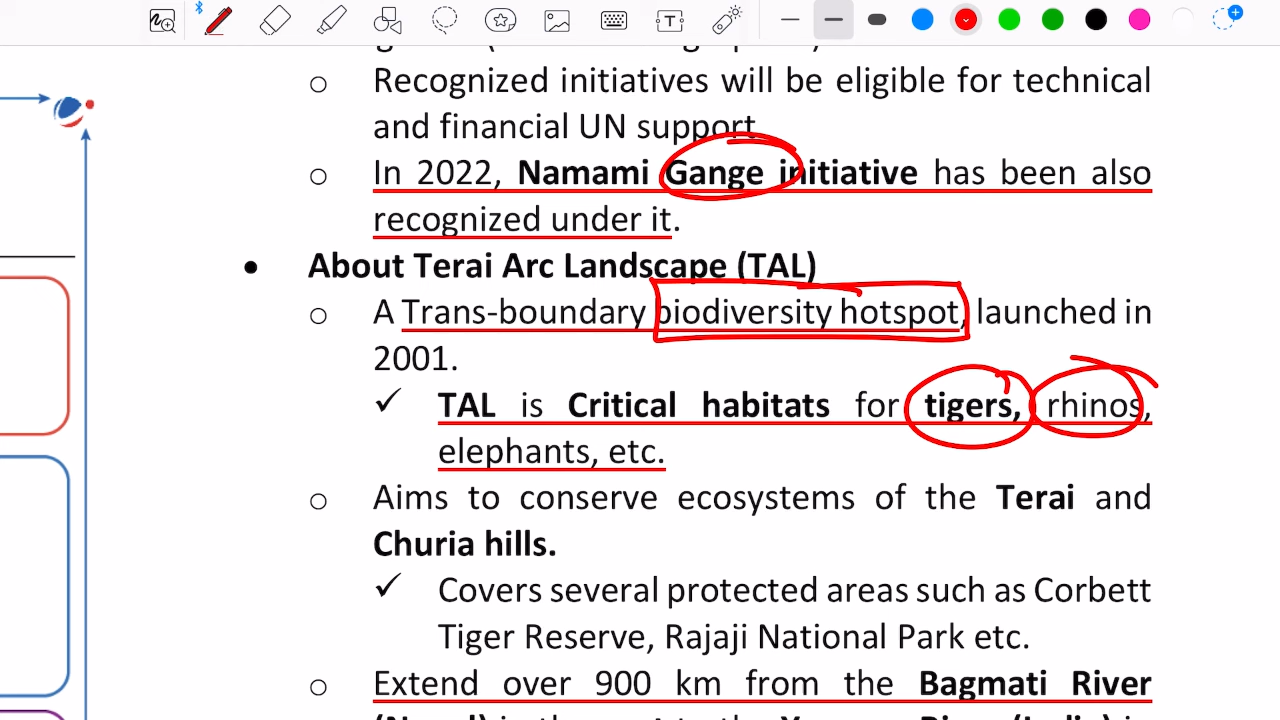 Recognized initiatives will be eligible for technical
and financial UN support.
In 2022, Namami Gange initiative has been also
recognized under it.
About Terai Arc Landscape (TAL)
A Trans-boundary biodiversity hotspot, launched in
2001.
TAL is Critical habitats for tigers, rhinos,
elephants, etc.
Aims to conserve ecosystems of the Terai and
Churia hills.
Covers several protected areas such as Corbett
Tiger Reserve, Rajaji National Park etc.
Extend over 900 km from the Bagmati River